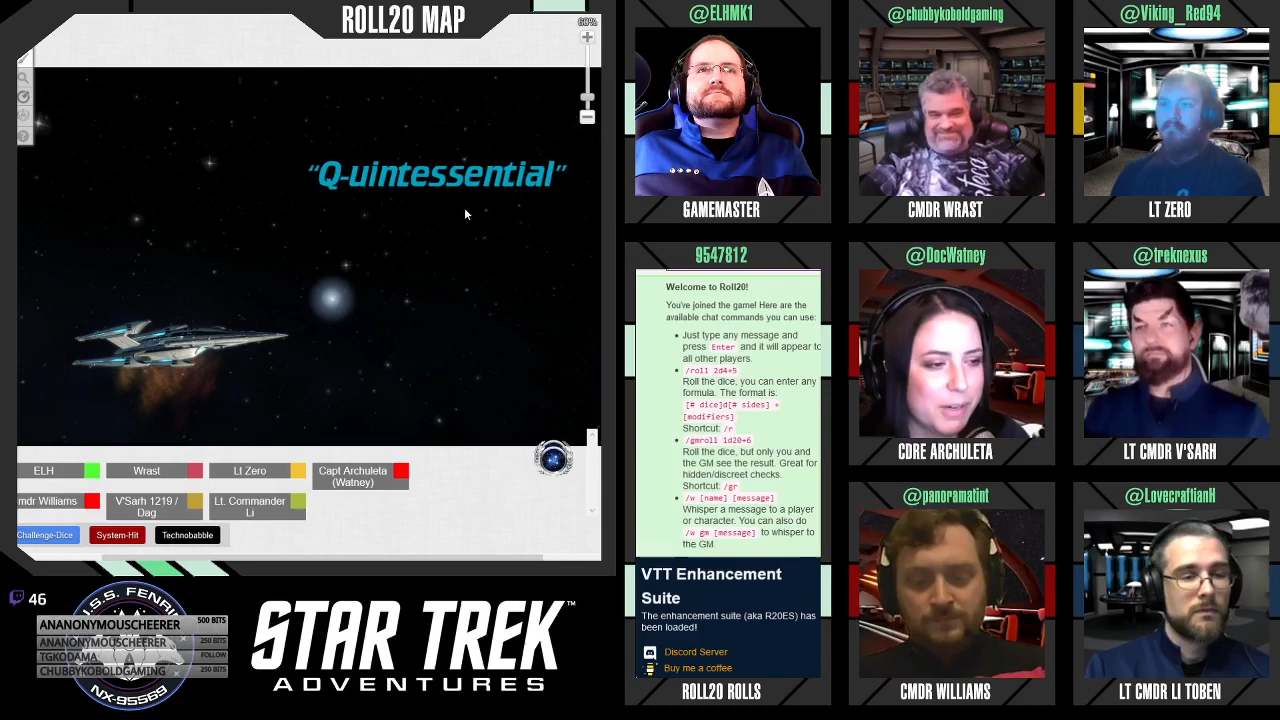 ROLL20 MAP
60%
“Q-uintessential”
ELH
Wrast
Lt Zero
Capt Archuleta
(Watney)
mdr Williams
V'Sarh 1219 /
Dag
Lt. Commander
Li
Challenge-Dice
System-Hit
Technobabble
46
U.S.S. FENRI
NX-95569
ANANONYMOUSCHEERER 500 BITS
ANANONYMOUSCHEERER 250 BITS
TGKODAMA FOLLOW
CHUBBYKOBOLDGAMING 250 BITS
STAR TREK™
ADVENTURES
@ELHMK1
GAMEMASTER
@chubbykoboldgaming
CMDR WRAST
@Viking_Red94
LT ZERO
9547812
Welcome to Roll20!
You've joined the game! Here are the
available chat commands you can use:
Just type any message and
press Enter and it will appear to
all other players.
/roll 2d4+5
Roll the dice, you can enter any
formula. The format is:
[# dice]d[# sides] +
[modifiers]
Shortcut: /r
/gmroll 1d20+6
Roll the dice, but only you and
the GM see the result. Great for
hidden/discreet checks.
Shortcut: /gr
/w [name] [message]
Whisper a message to a player
or character. You can also do
/w gm [message] to whisper to
the GM.
VTT Enhancement
Suite
The enhancement suite (aka R20ES) has
been loaded!
Discord Server
Buy me a coffee
ROLL20 ROLLS
@DocWatney
CDRE ARCHULETA
@treknexus
LT CMDR V'SARH
@panoramatint
CMDR WILLIAMS
@LovecraftianH
LT CMDR LI TOBEN